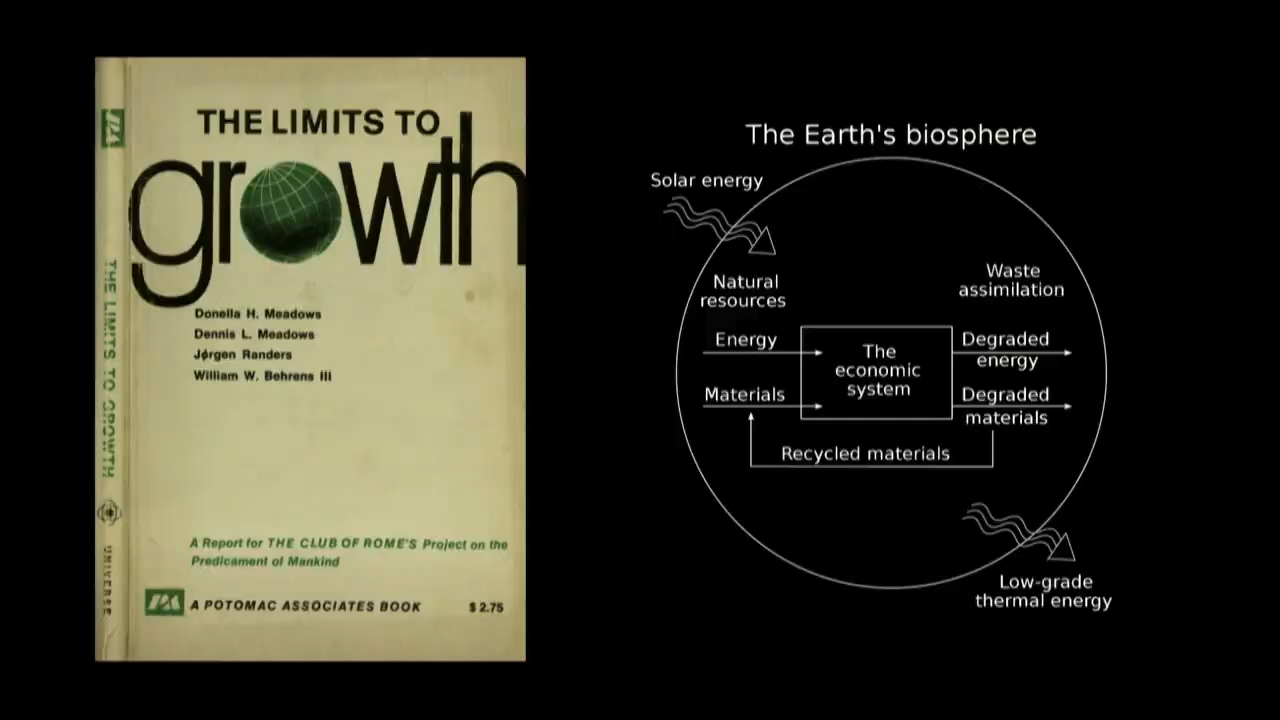 THE LIMITS TO
growth
Donella H. Meadows
Dennis L. Meadows
Jørgen Randers
William W. Behrens III
A Report for THE CLUB OF ROME'S Project on the
Predicament of Mankind
A POTOMAC ASSOCIATES BOOK $2.75
THE LIMITS TO GROWTH
UNIVERSE
The Earth's biosphere
Solar energy
Natural
resources
Waste
assimilation
Energy
Materials
The
economic
system
Degraded
energy
Degraded
materials
Recycled materials
Low-grade
thermal energy